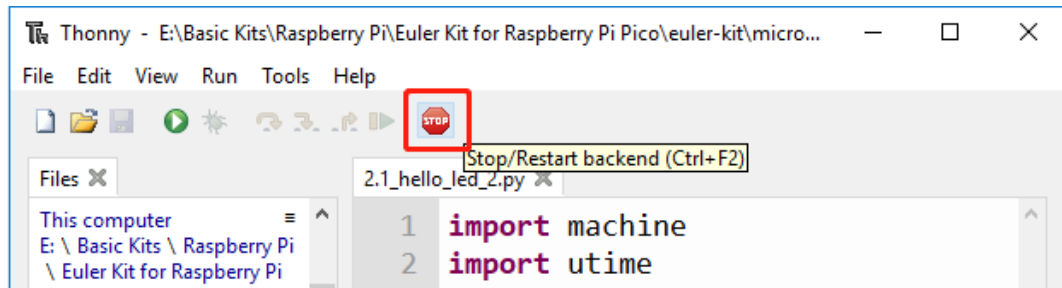 Thonny - E:\Basic Kits\Raspberry Pi\Euler Kit for Raspberry Pi Pico\euler-kit\micro...
File Edit View Run Tools Help
STOP
Stop/Restart backend (Ctrl+F2)
Files
2.1_hello_led_2.py
This computer
E: \ Basic Kits \ Raspberry Pi
\ Euler Kit for Raspberry Pi
1 import machine
2 import utime